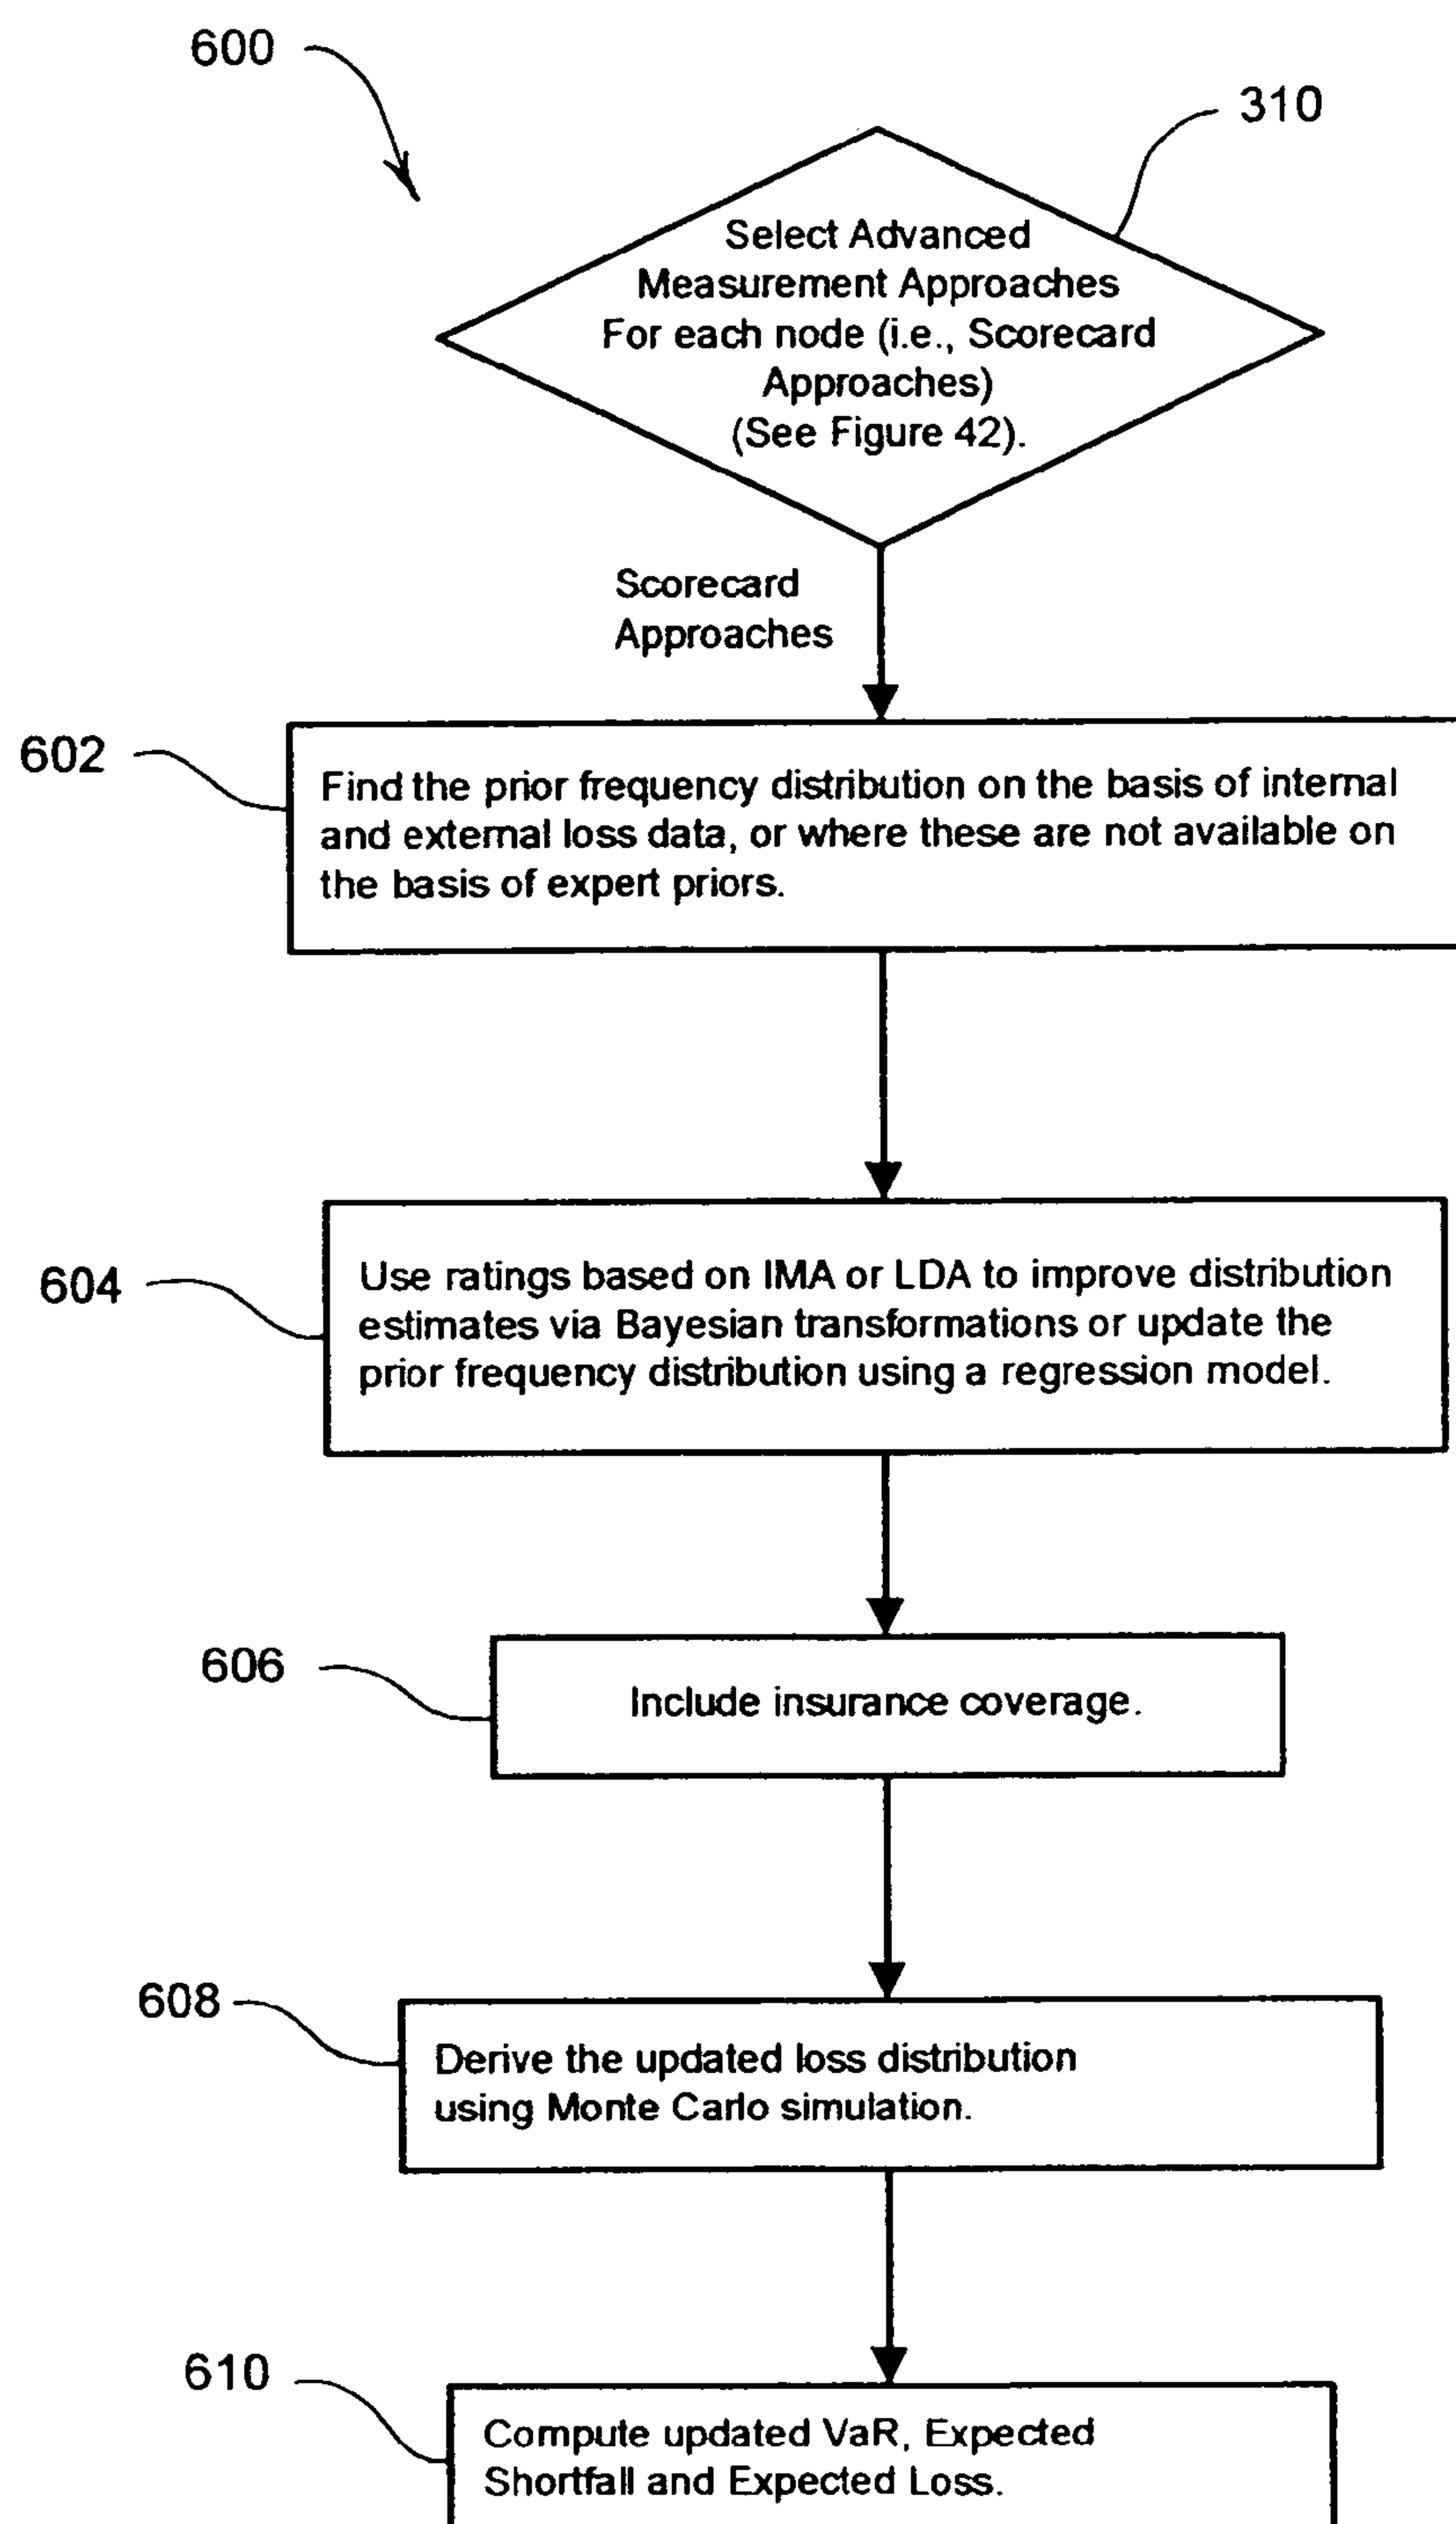 600
310
Select Advanced
Measurement Approaches
For each node (i.e., Scorecard
Approaches)
(See Figure 42).
Scorecard
Approaches
602
Find the prior frequency distribution on the basis of internal
and external loss data, or where these are not available on
the basis of expert priors.
604
Use ratings based on IMA or LDA to improve distribution
estimates via Bayesian transformations or update the
prior frequency distribution using a regression model.
606
Include insurance coverage.
608
Derive the updated loss distribution
using Monte Carlo simulation.
610
Compute updated VaR, Expected
Shortfall and Expected Loss.